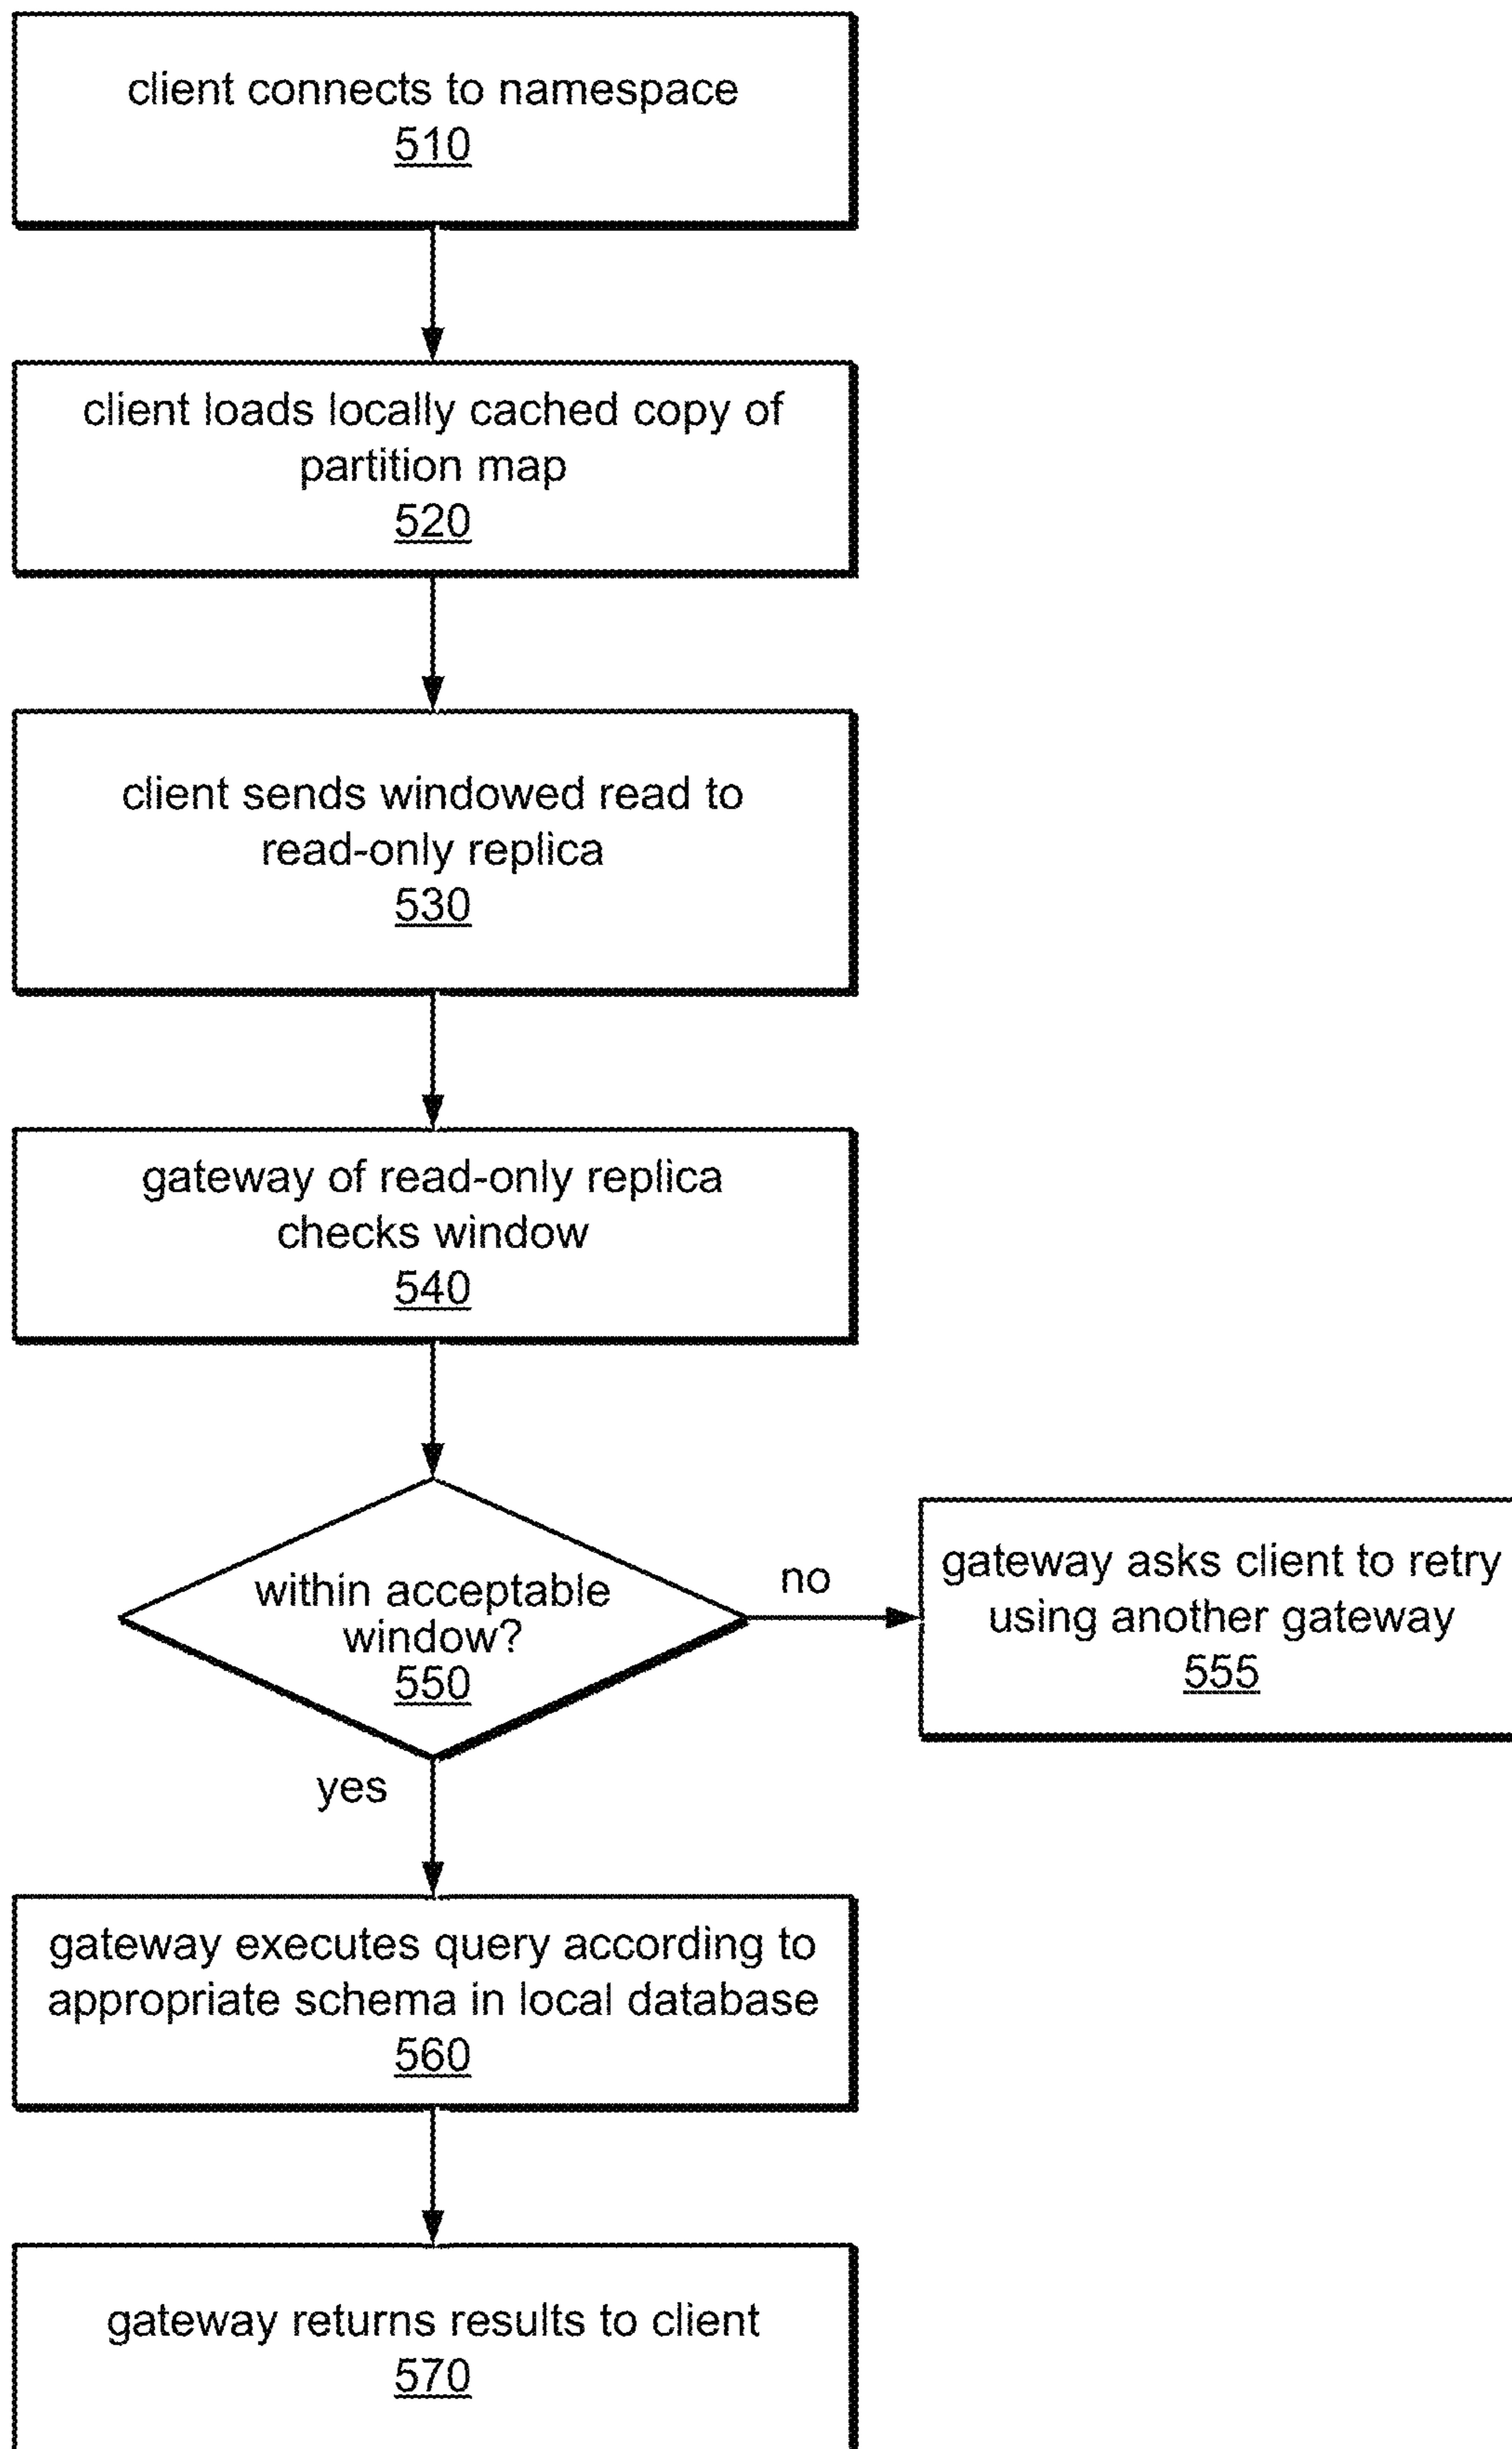 client connects to namespace
510
client loads locally cached copy of
partition map
520
client sends windowed read to
read-only replica
530
gateway of read-only replica
checks window
540
within acceptable
window?
550
no
gateway asks client to retry
using another gateway
555
yes
gateway executes query according to
appropriate schema in local database
560
gateway returns results to client
570